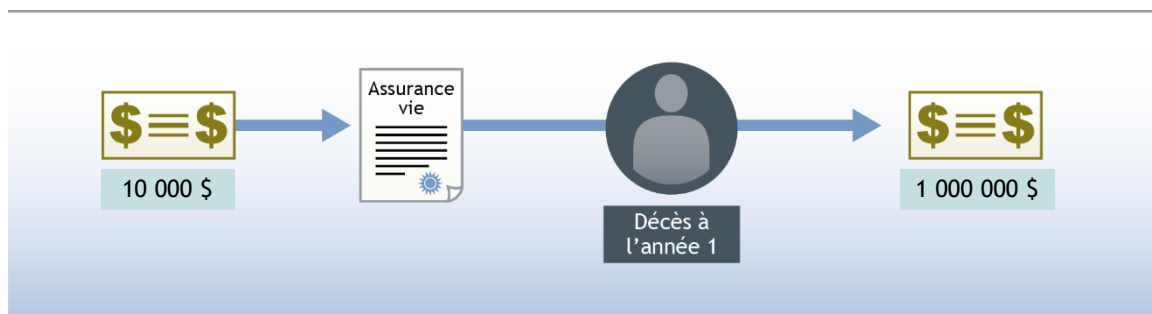 Assurance
vie
$ $
10 000 $
Décès à
l'année 1
$ $
1 000 000 $